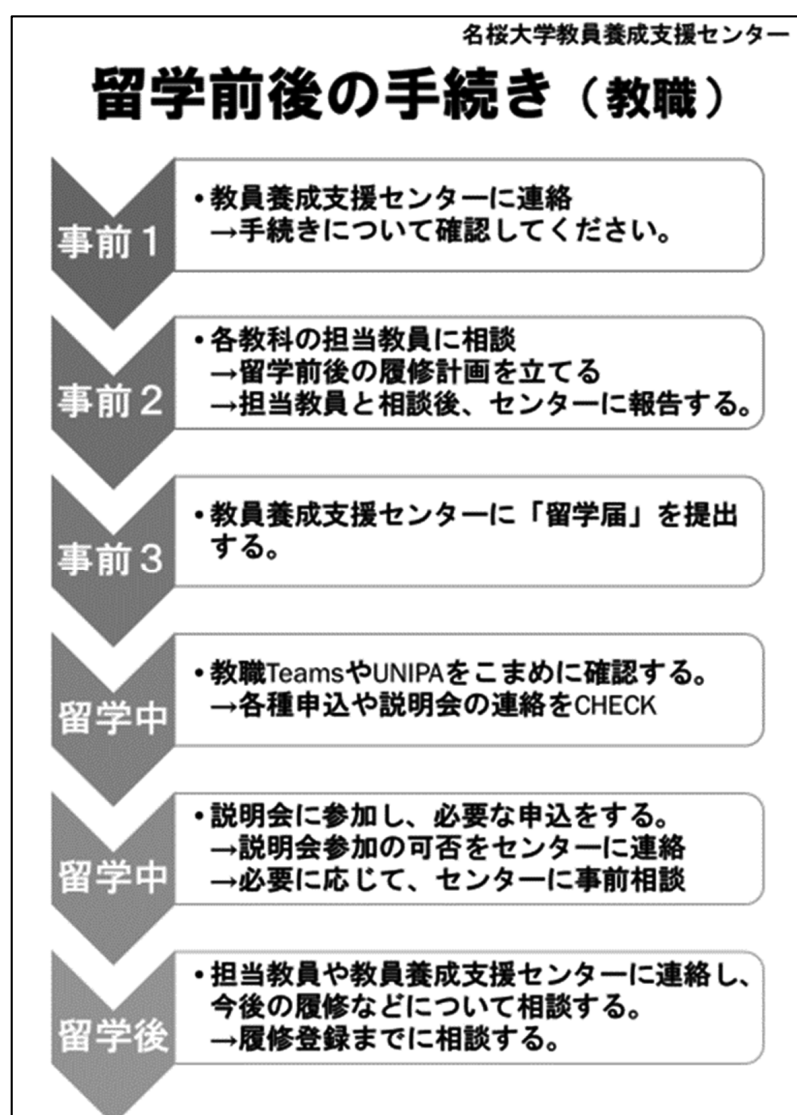 名桜大学教員養成支援センター
留学前後の手続き（教職）
事前１
・教員養成支援センターに連絡
→手続きについて確認してください。
事前２
・各教科の担当教員に相談
→留学前後の履修計画を立てる
→担当教員と相談後、センターに報告する。
事前３
・教員養成支援センターに「留学届」を提出
する。
留学中
・教職TeamsやUNIPAをこまめに確認する。
→各種申込や説明会の連絡をCHECK
留学中
・説明会に参加し、必要な申込をする。
→説明会参加の可否をセンターに連絡
→必要に応じて、センターに事前相談
留学後
・担当教員や教員養成支援センターに連絡し、
今後の履修などについて相談する。
→履修登録までに相談する。